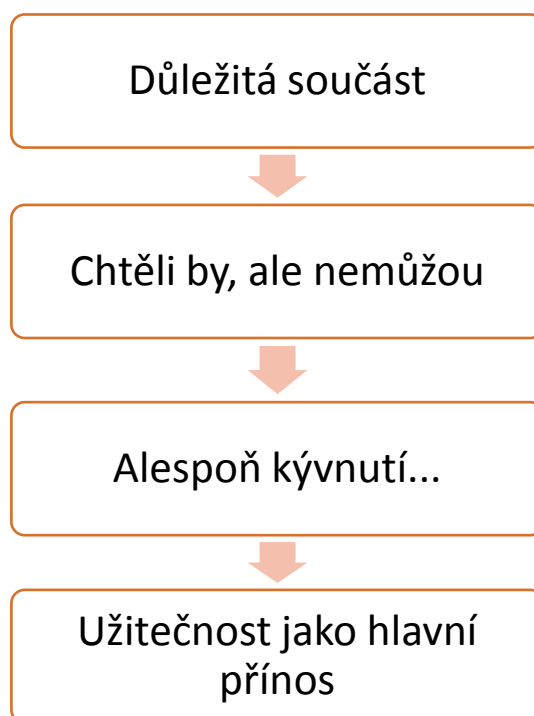 Důležitá součást
Chtěli by, ale nemůžou
Alespoň kývnutí...
Užitečnost jako hlavní
přínos